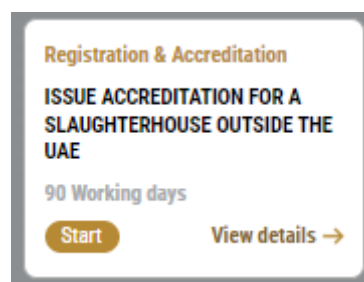 Registration & Accreditation
ISSUE ACCREDITATION FOR A
SLAUGHTERHOUSE OUTSIDE THE
UAE
90 Working days
Start View details →